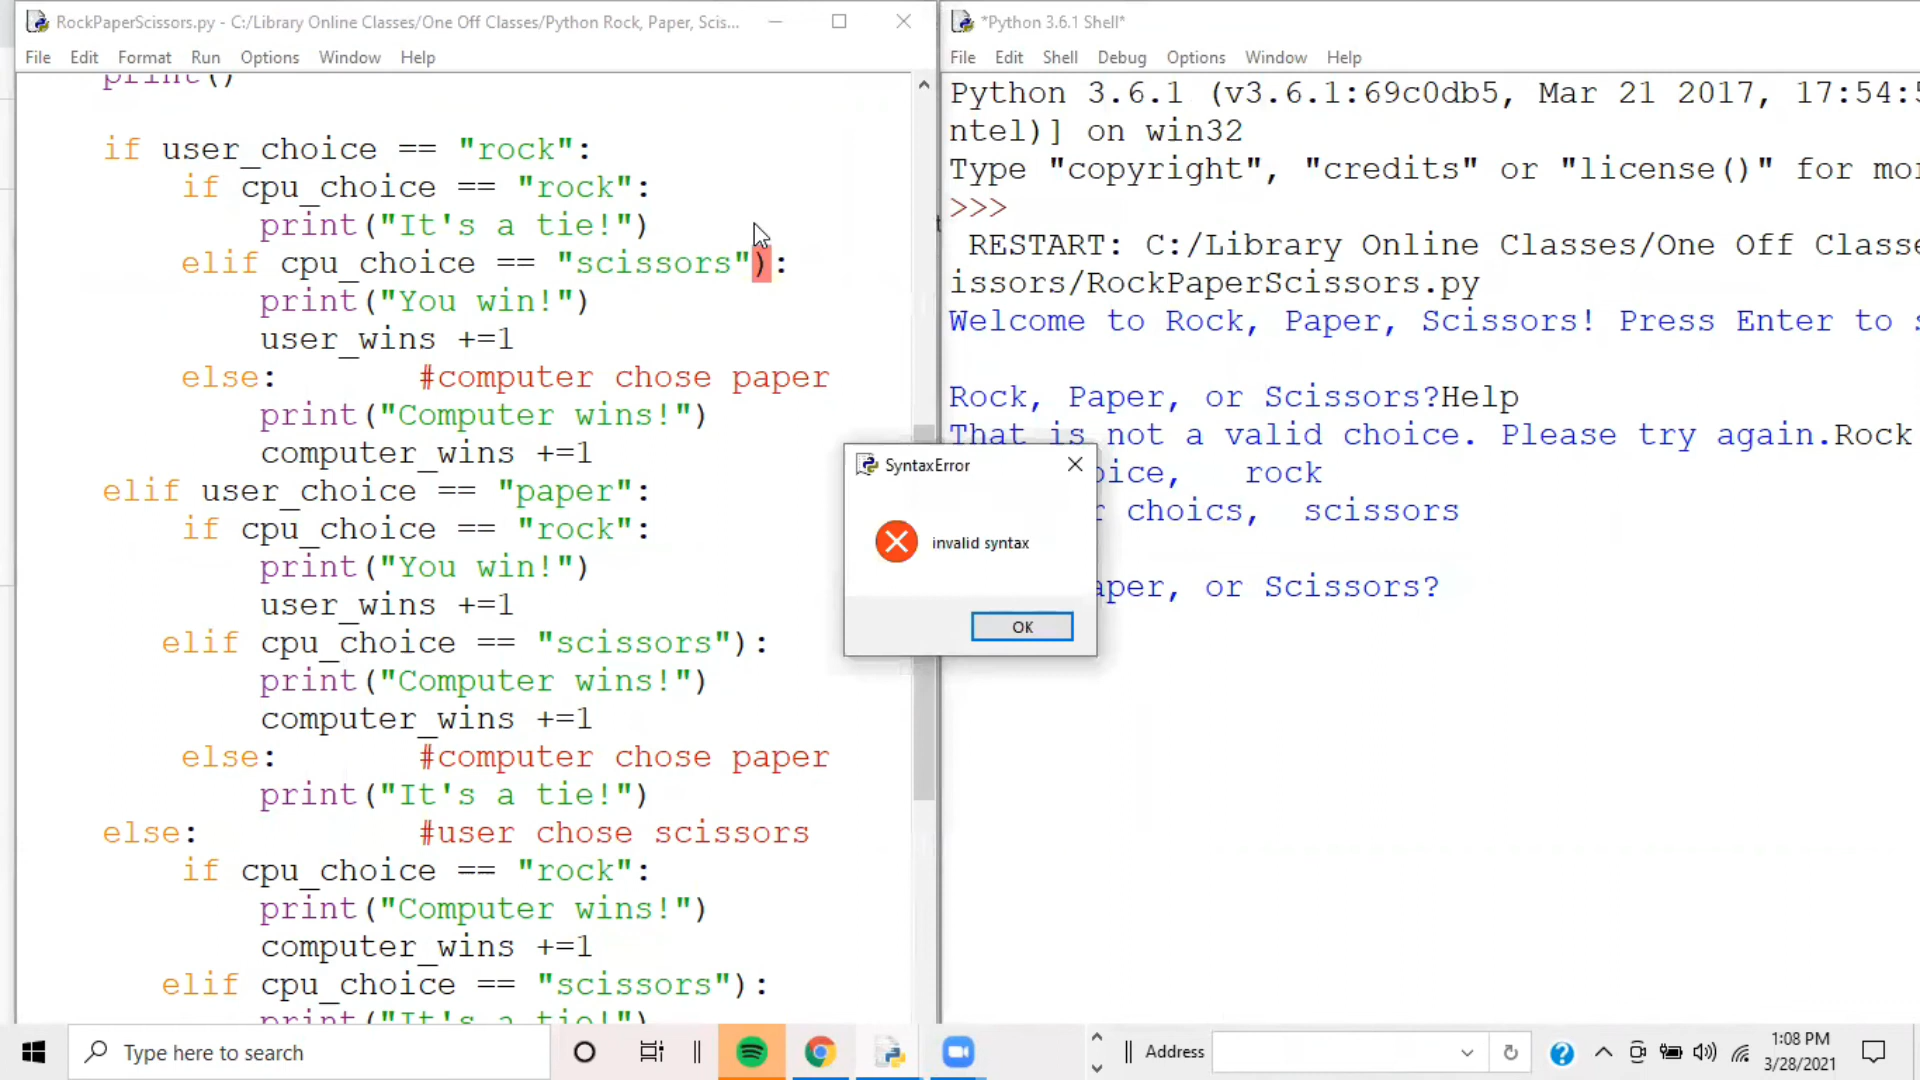 RockPaperScissors.py - C:/Library Online Classes/One Off Classes/Python Rock, Paper, Scis...
File Edit Format Run Options Window Help
print()
if user_choice == "rock":
if cpu_choice == "rock":
print("It's a tie!")
elif cpu_choice == "scissors"):
print("You win!")
user_wins +=1
else: #computer chose paper
print("Computer wins!")
computer_wins +=1
elif user_choice == "paper":
if cpu_choice == "rock":
print("You win!")
user_wins +=1
elif cpu_choice == "scissors"):
print("Computer wins!")
computer_wins +=1
else: #computer chose paper
print("It's a tie!")
else: #user chose scissors
if cpu_choice == "rock":
print("Computer wins!")
computer_wins +=1
elif cpu_choice == "scissors"):
print("It's a tie!")
*Python 3.6.1 Shell*
File Edit Shell Debug Options Window Help
Python 3.6.1 (v3.6.1:69c0db5, Mar 21 2017, 17:54:5
ntel)] on win32
Type "copyright", "credits" or "license()" for mor
>>>
RESTART: C:/Library Online Classes/One Off Classe
issors/RockPaperScissors.py
Welcome to Rock, Paper, Scissors! Press Enter to s
Rock, Paper, or Scissors?Help
That is not a valid choice. Please try again.Rock
oice, rock
r choics, scissors
aper, or Scissors?
SyntaxError
invalid syntax
OK
Type here to search
Address
1:08 PM
3/28/2021